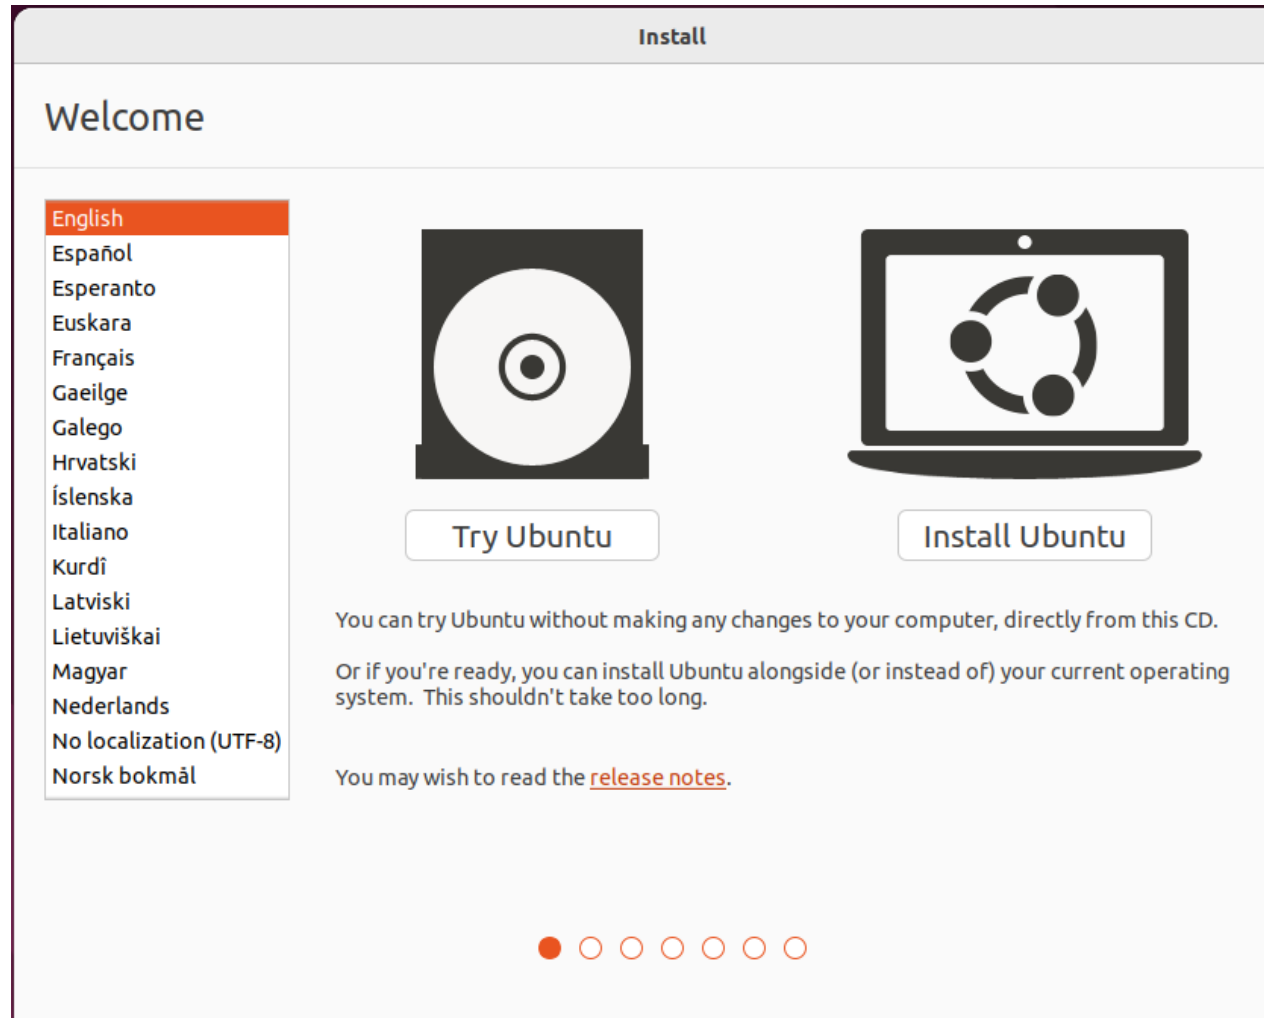 Install
Welcome
English
Español
Esperanto
Euskara
Français
Gaeilge
Galego
Hrvatski
Íslenska
Italiano
Kurdî
Latviski
Lietuviškai
Magyar
Nederlands
No localization (UTF-8)
Norsk bokmål
Try Ubuntu
Install Ubuntu
You can try Ubuntu without making any changes to your computer, directly from this CD.
Or if you're ready, you can install Ubuntu alongside (or instead of) your current operating
system.  This shouldn't take too long.
You may wish to read the release notes.